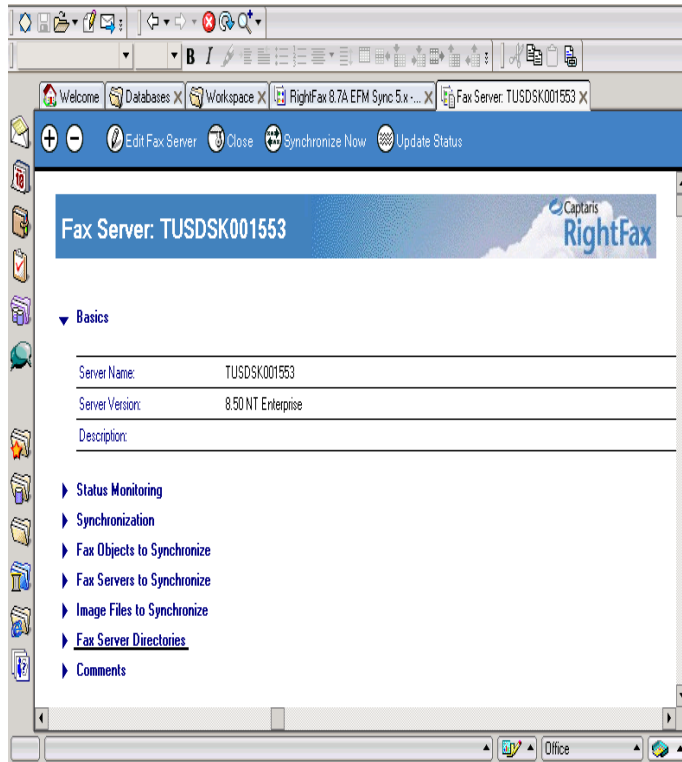 B I
Welcome Databases Workspace RightFax 8.7A EFM Sync 5.x -... Fax Server: TUSDSK001553
Edit Fax Server Close Synchronize Now Update Status
Captaris
RightFax
Fax Server: TUSDSK001553
Basics
Server Name: TUSDSK001553
Server Version: 8.50 NT Enterprise
Description:
Status Monitoring
Synchronization
Fax Objects to Synchronize
Fax Servers to Synchronize
Image Files to Synchronize
Fax Server Directories
Comments
Office